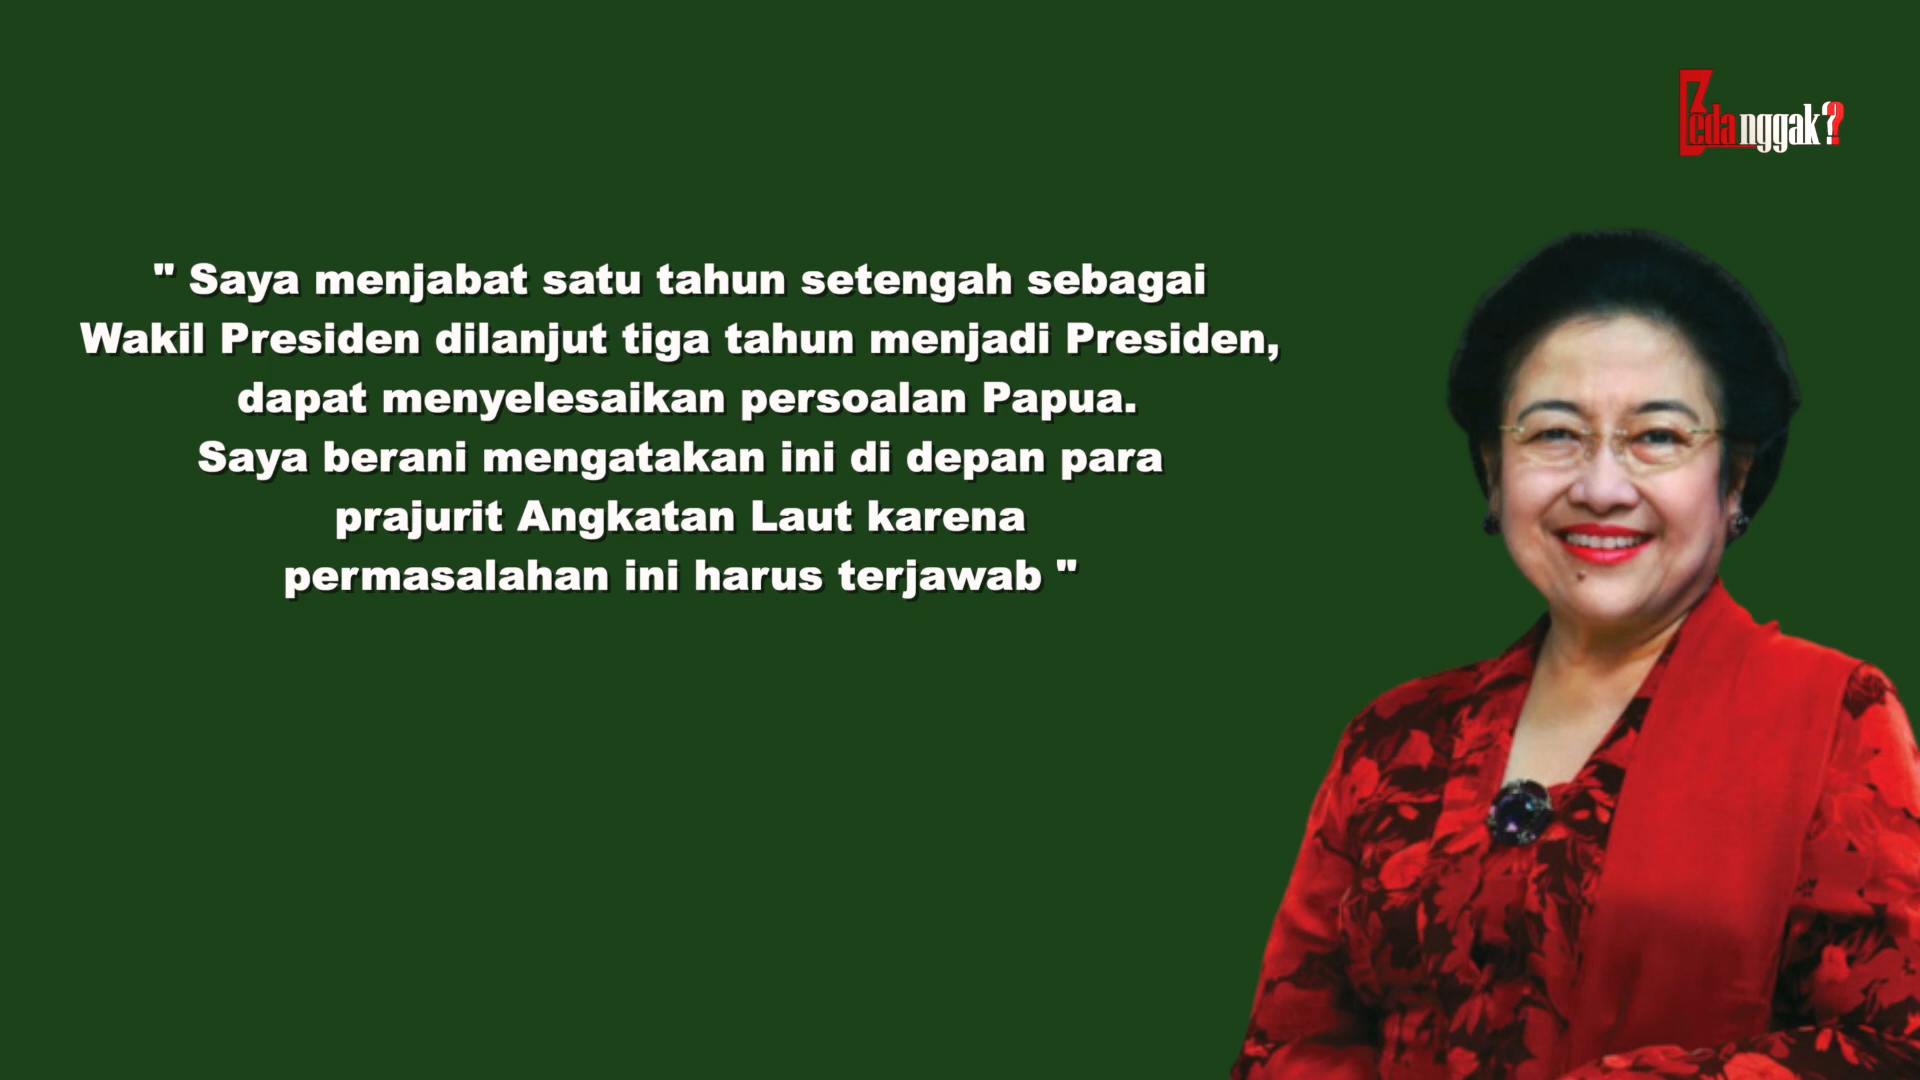 Bedanggak?
" Saya menjabat satu tahun setengah sebagai
Wakil Presiden dilanjut tiga tahun menjadi Presiden,
dapat menyelesaikan persoalan Papua.
Saya berani mengatakan ini di depan para
prajurit Angkatan Laut karena
permasalahan ini harus terjawab "